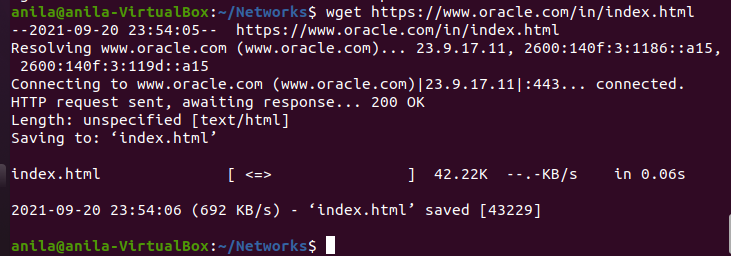 anila@anila-VirtualBox:~/Networks$ wget https://www.oracle.com/in/index.html
--2021-09-20 23:54:05--  https://www.oracle.com/in/index.html
Resolving www.oracle.com (www.oracle.com)... 23.9.17.11, 2600:140f:3:1186::a15,
 2600:140f:3:119d::a15
Connecting to www.oracle.com (www.oracle.com)|23.9.17.11|:443... connected.
HTTP request sent, awaiting response... 200 OK
Length: unspecified [text/html]
Saving to: ‘index.html’
index.html              [ <=>                ]  42.22K  --.-KB/s    in 0.06s
2021-09-20 23:54:06 (692 KB/s) - ‘index.html’ saved [43229]
anila@anila-VirtualBox:~/Networks$